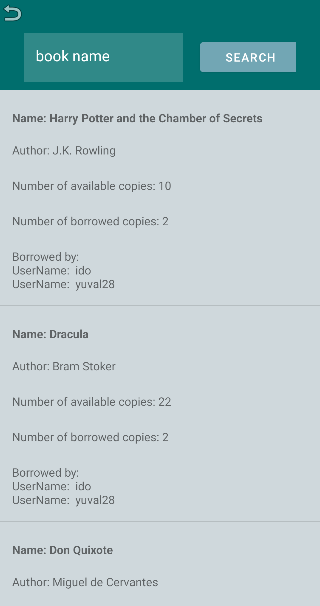 book name
SEARCH
Name: Harry Potter and the Chamber of Secrets
Author: J.K. Rowling
Number of available copies: 10
Number of borrowed copies: 2
Borrowed by:
UserName:  ido
UserName:  yuval28
Name: Dracula
Author: Bram Stoker
Number of available copies: 22
Number of borrowed copies: 2
Borrowed by:
UserName:  ido
UserName:  yuval28
Name: Don Quixote
Author: Miguel de Cervantes